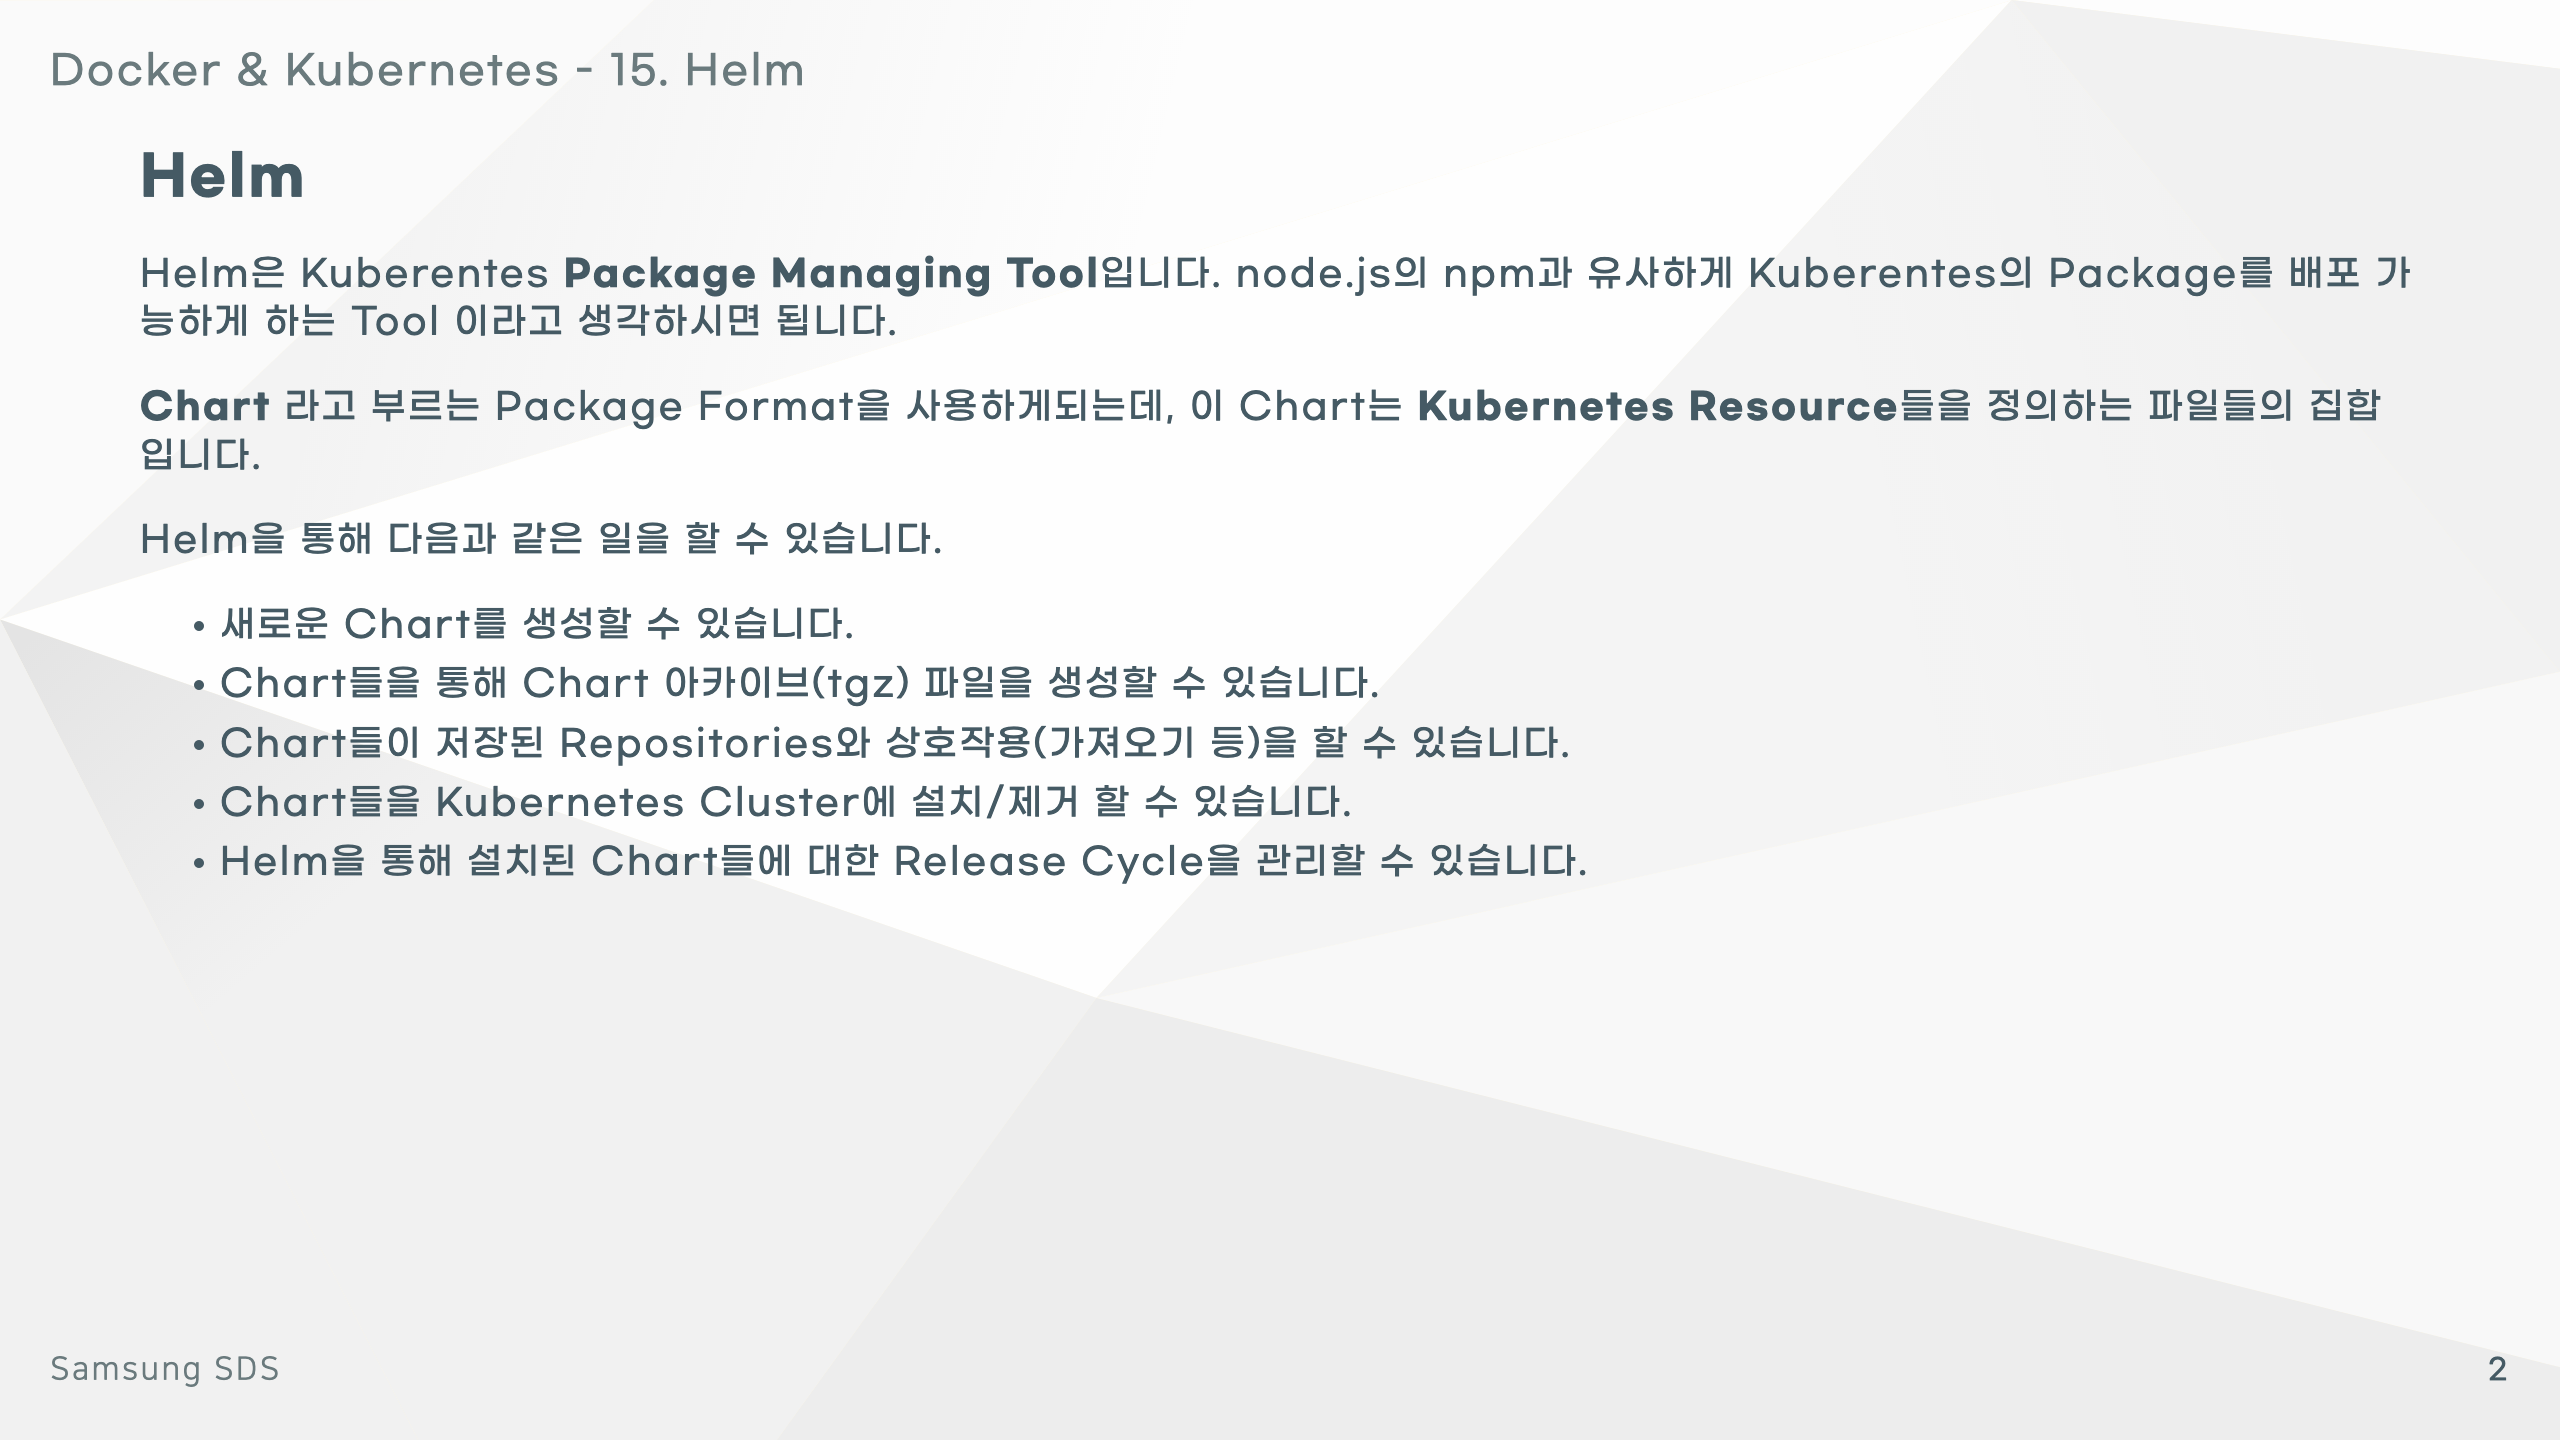 Docker & Kubernetes - 15. Helm
Helm
Helm은 Kuberentes Package Managing Tool입니다. node.js의 npm과 유사하게 Kuberentes의 Package를 배포 가
능하게 하는 Tool 이라고 생각하시면 됩니다.
Chart 라고 부르는 Package Format을 사용하게되는데, 이 Chart는 Kubernetes Resource들을 정의하는 파일들의 집합
입니다.
Helm을 통해 다음과 같은 일을 할 수 있습니다.
• 새로운 Chart를 생성할 수 있습니다.
• Chart들을 통해 Chart 아카이브(tgz) 파일을 생성할 수 있습니다.
• Chart들이 저장된 Repositories와 상호작용(가져오기 등)을 할 수 있습니다.
• Chart들을 Kubernetes Cluster에 설치/제거 할 수 있습니다.
• Helm을 통해 설치된 Chart들에 대한 Release Cycle을 관리할 수 있습니다.
Samsung SDS
2